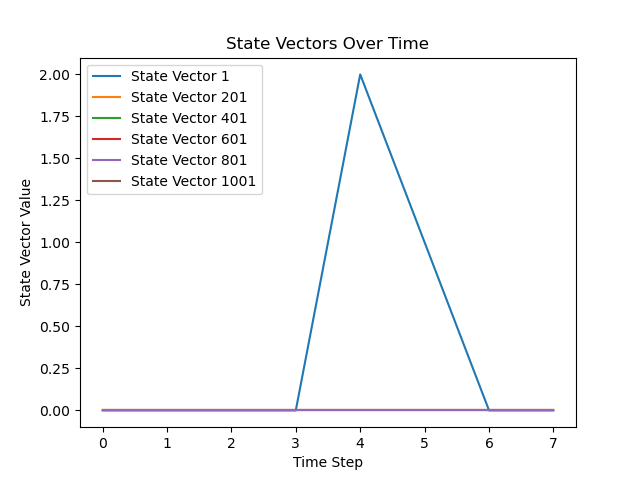 State Vectors Over Time
State Vector 1
State Vector 201
State Vector 401
State Vector 601
State Vector 801
State Vector 1001
State Vector Value
2.00
1.75
1.50
1.25
1.00
0.75
0.50
0.25
0.00
0 1 2 3 4 5 6 7
Time Step